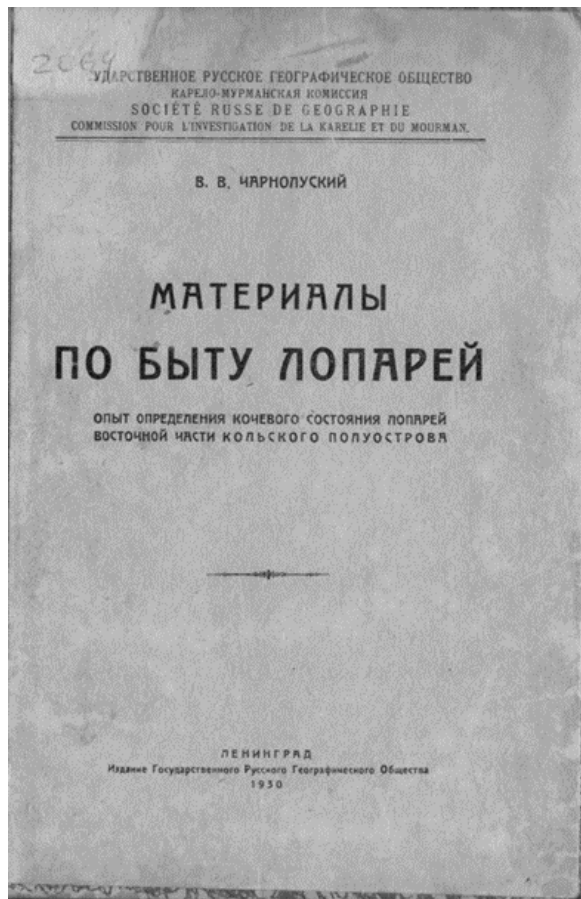 2064
УДАРСТВЕННОЕ РУССКОЕ ГЕОГРАФИЧЕСКОЕ ОБЩЕСТВО
КАРЕЛО-МУРМАНСКАЯ КОМИССИЯ
SOCIÉTÉ RUSSE DE GEOGRAPHIE
COMMISSION POUR L'INVESTIGATION DE LA KARELIE ET DU MOURMAN.
В. В. ЧАРНОЛУСКИЙ
МАТЕРИАЛЫ
ПО БЫТУ ЛОПАРЕЙ
ОПЫТ ОПРЕДЕЛЕНИЯ КОЧЕВОГО СОСТОЯНИЯ ЛОПАРЕЙ
ВОСТОЧНОЙ ЧАСТИ КОЛЬСКОГО ПОЛУОСТРОВА
ЛЕНИНГРАД
Издание Государственного Русского Географического Общества
1930